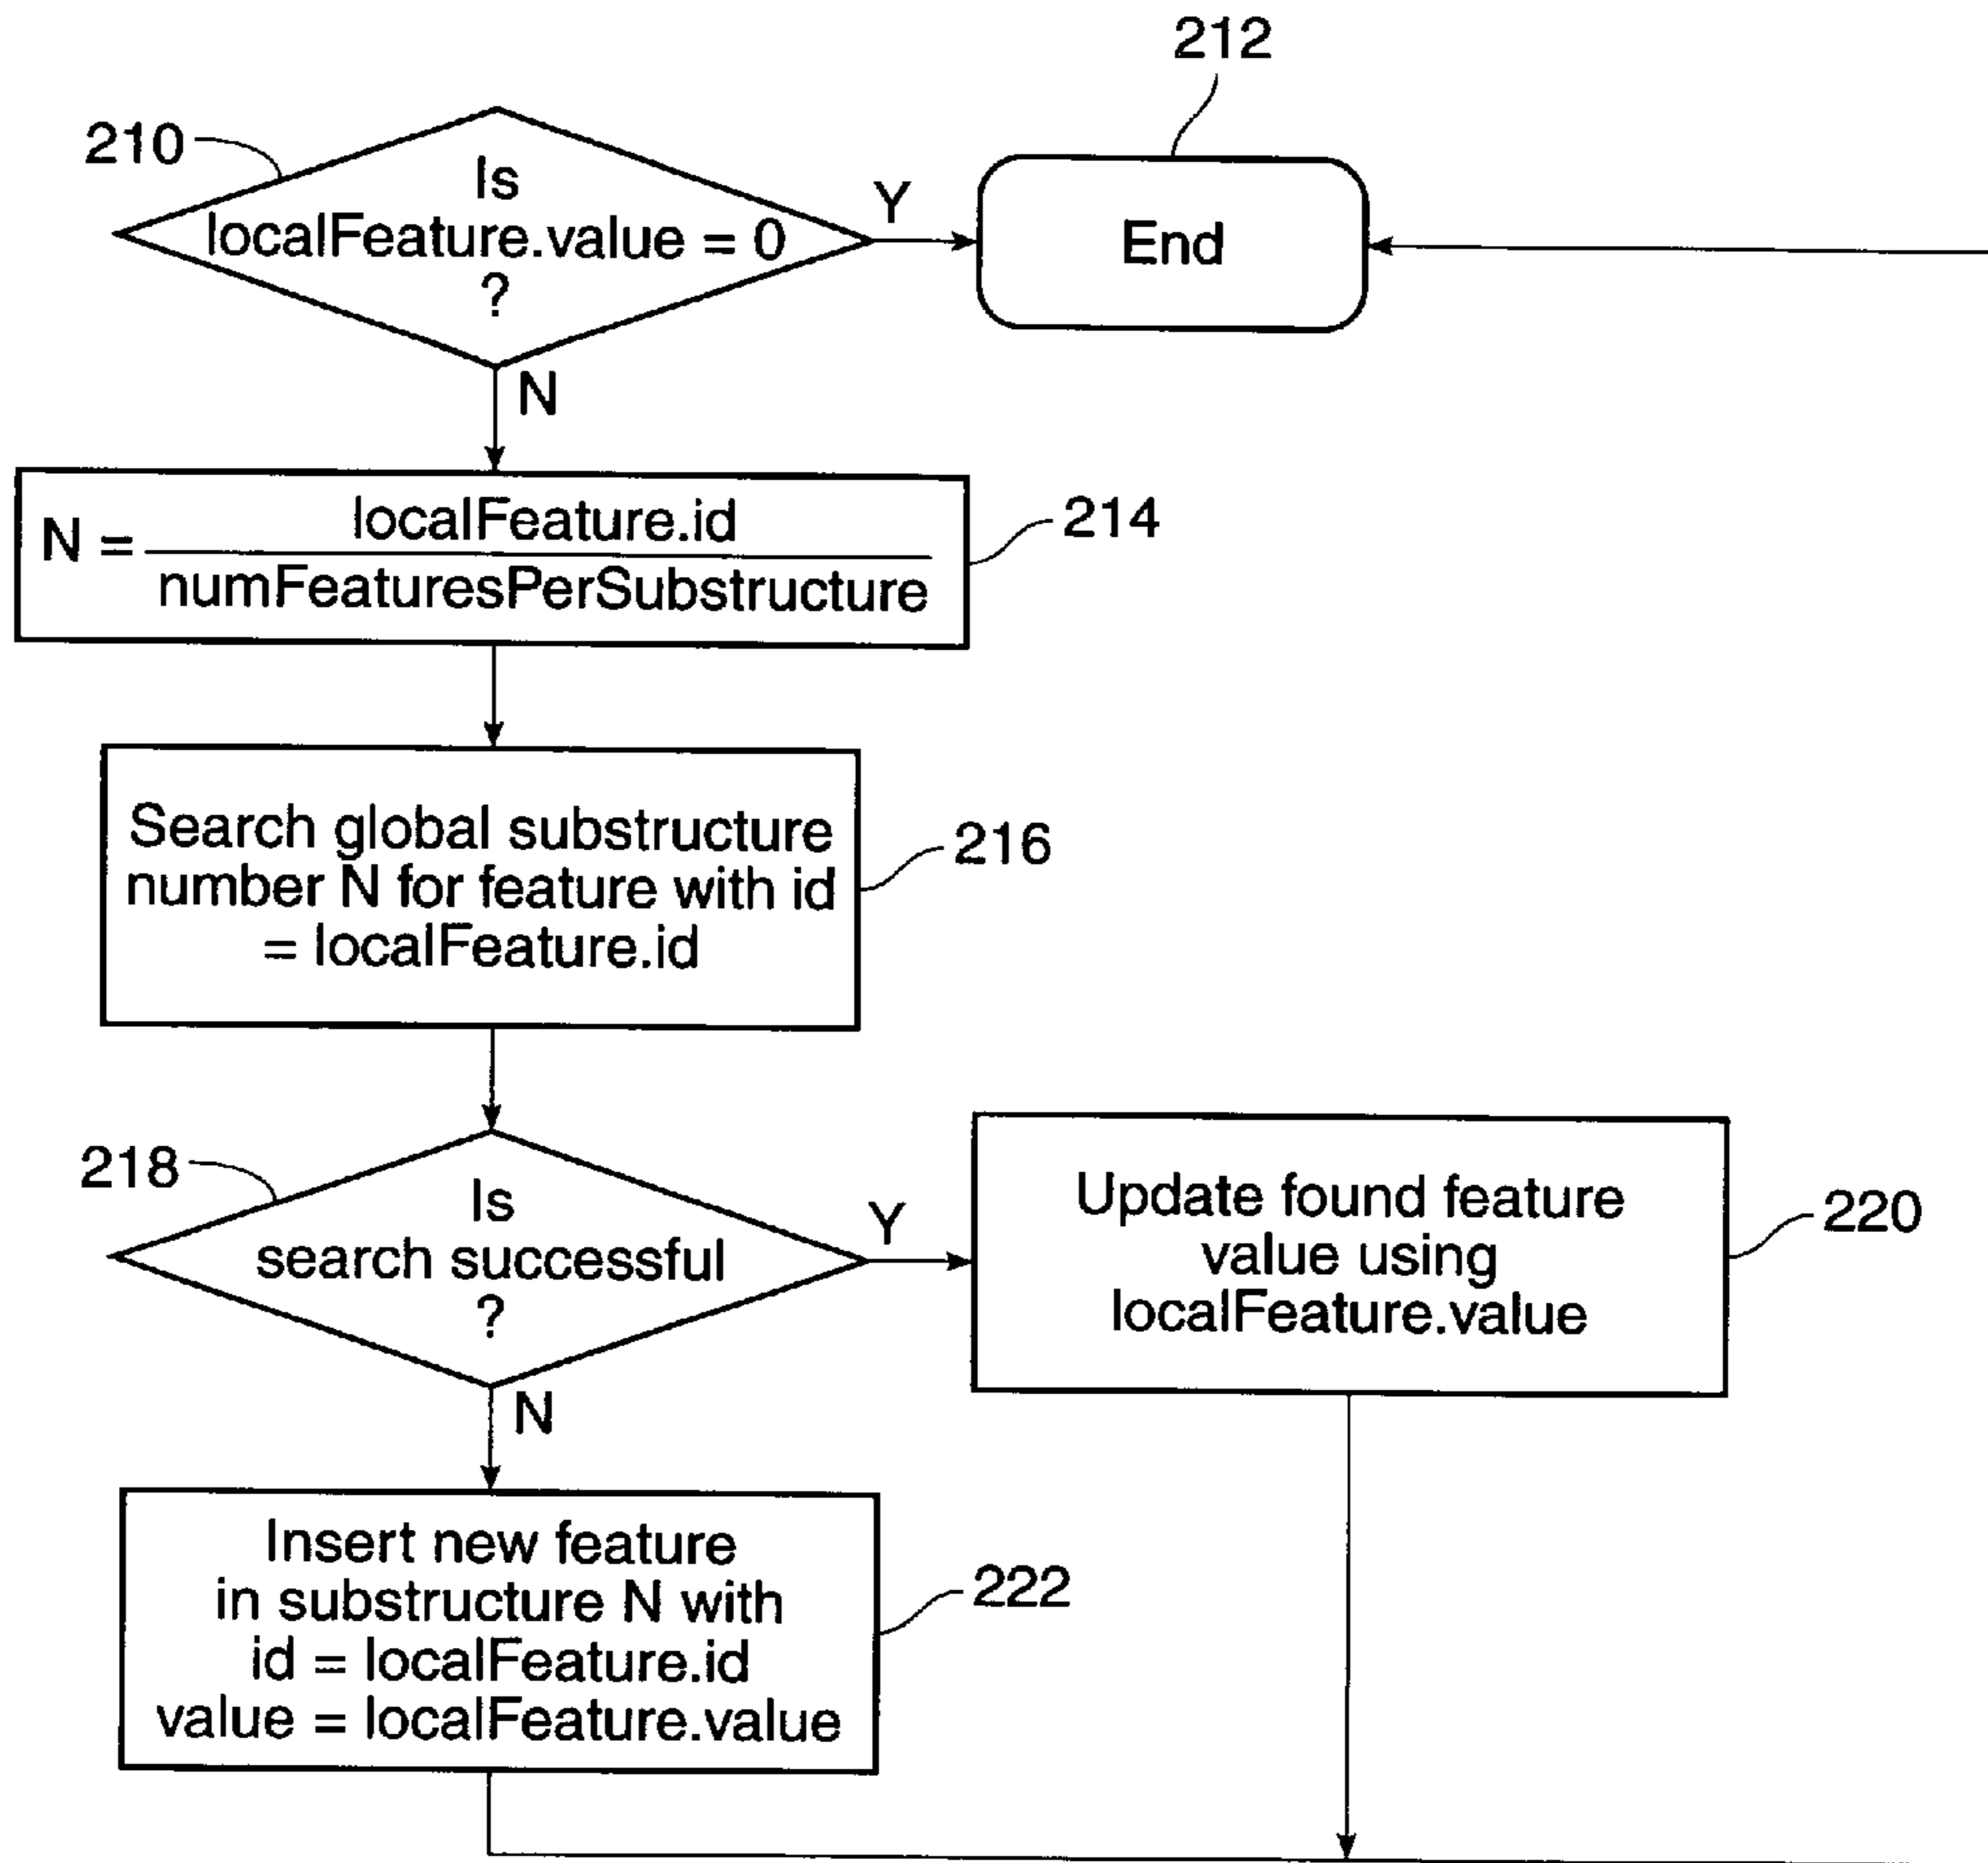 212
210
Is
localFeature.value = 0
?
Y
End
N
N = localFeature.id
numFeaturesPerSubstructure
214
Search global substructure
number N for feature with id
= localFeature.id
216
218
Is
search successful
?
Y
Update found feature
value using
localFeature.value
220
N
Insert new feature
in substructure N with
id = localFeature.id
value = localFeature.value
222